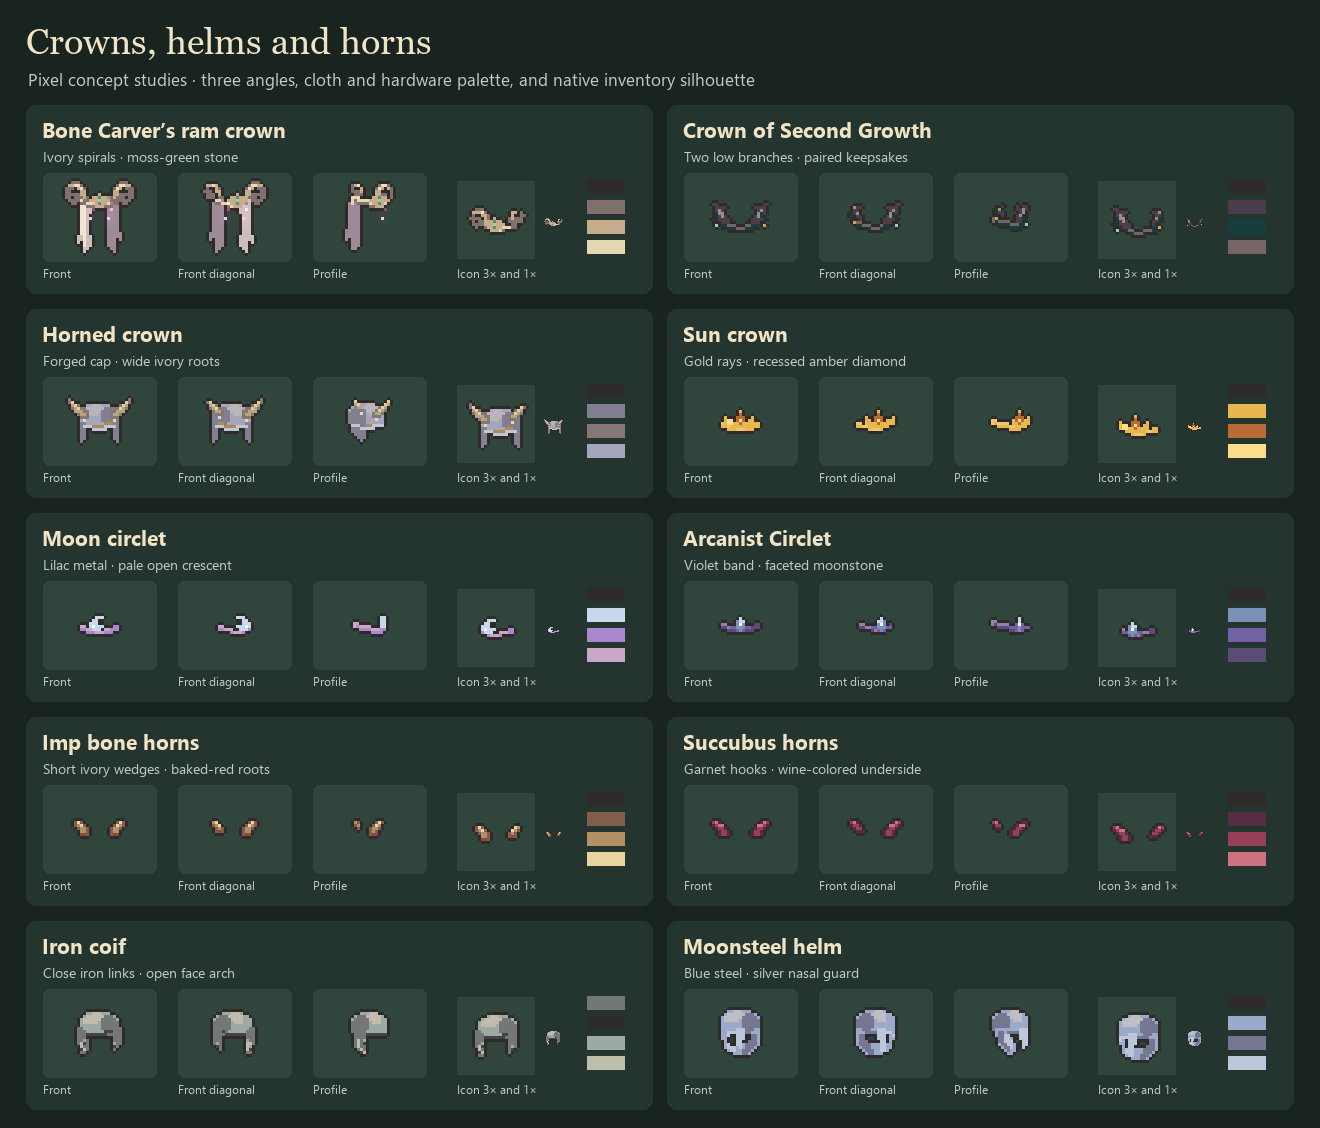 Crowns, helms and horns
Pixel concept studies · three angles, cloth and hardware palette, and native inventory silhouette
Bone Carver’s ram crown
Ivory spirals · moss-green stone
Front
Front diagonal
Profile
Icon 3× and 1×
Crown of Second Growth
Two low branches · paired keepsakes
Front
Front diagonal
Profile
Icon 3× and 1×
Horned crown
Forged cap · wide ivory roots
Front
Front diagonal
Profile
Icon 3× and 1×
Sun crown
Gold rays · recessed amber diamond
Front
Front diagonal
Profile
Icon 3× and 1×
Moon circlet
Lilac metal · pale open crescent
Front
Front diagonal
Profile
Icon 3× and 1×
Arcanist Circlet
Violet band · faceted moonstone
Front
Front diagonal
Profile
Icon 3× and 1×
Imp bone horns
Short ivory wedges · baked-red roots
Front
Front diagonal
Profile
Icon 3× and 1×
Succubus horns
Garnet hooks · wine-colored underside
Front
Front diagonal
Profile
Icon 3× and 1×
Iron coif
Close iron links · open face arch
Front
Front diagonal
Profile
Icon 3× and 1×
Moonsteel helm
Blue steel · silver nasal guard
Front
Front diagonal
Profile
Icon 3× and 1×